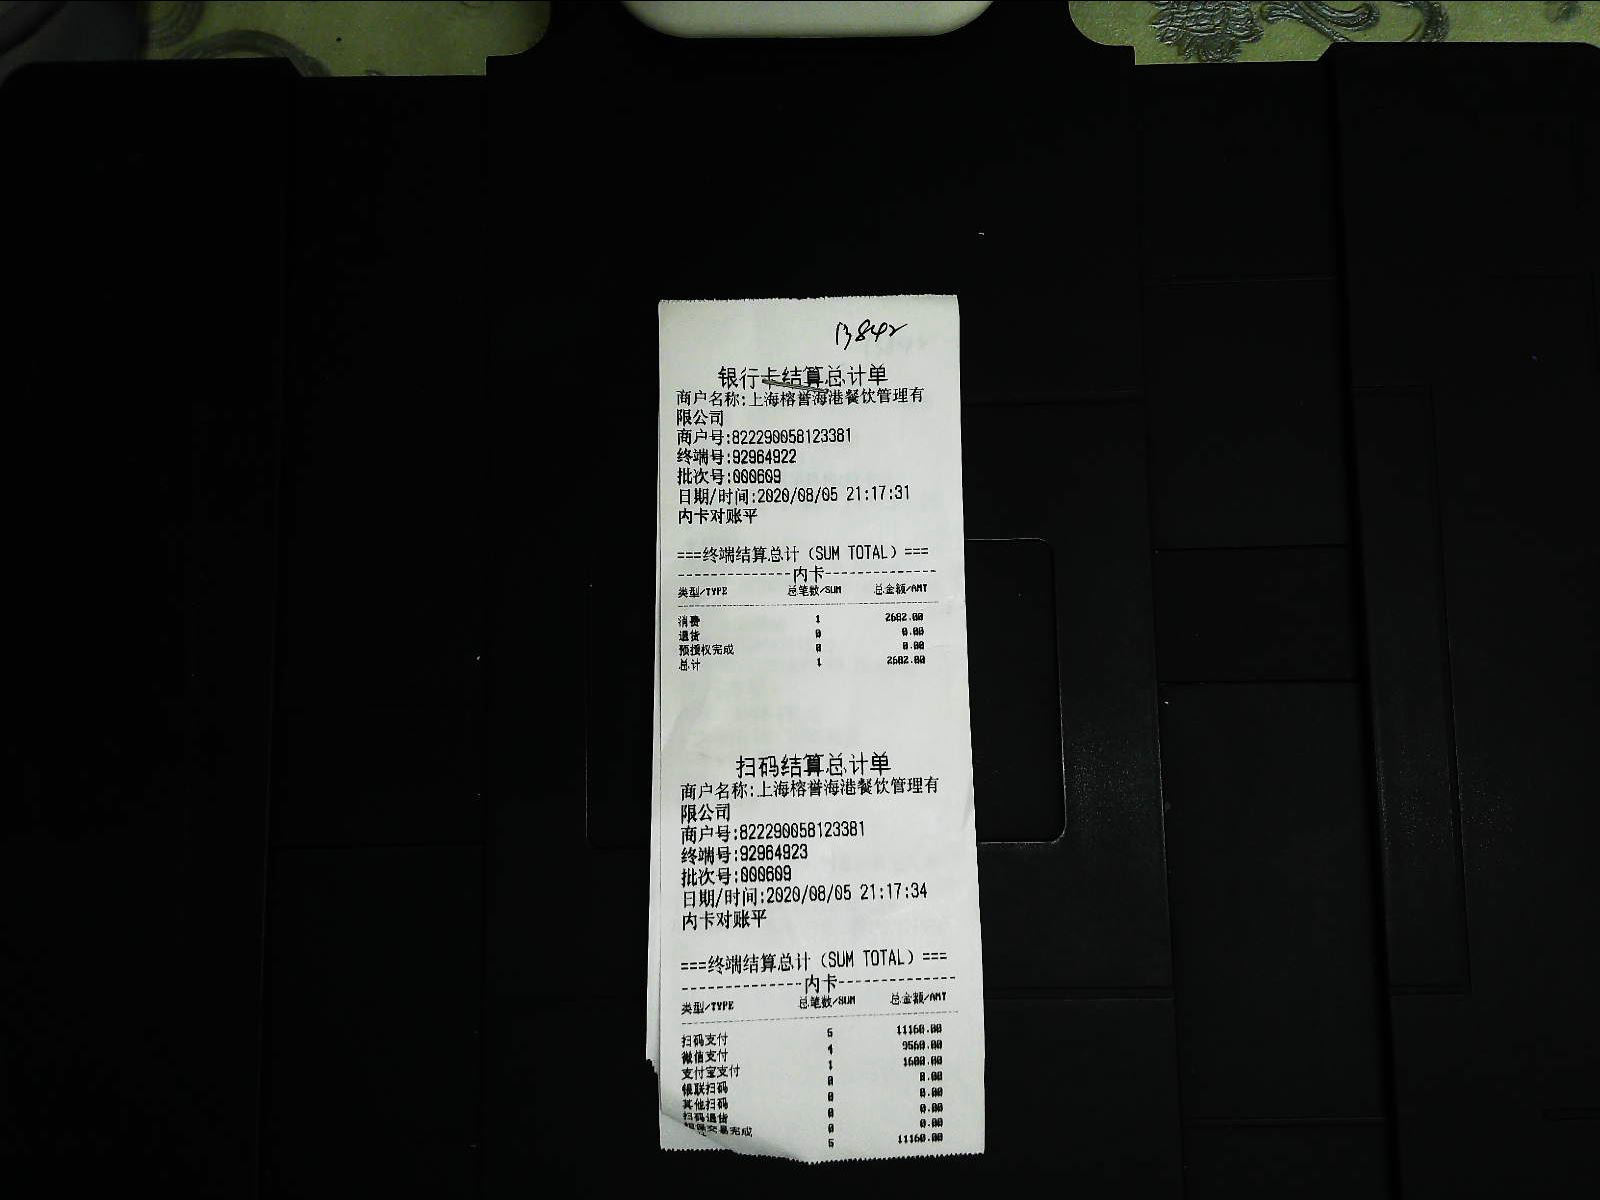 13842
银行卡结算总计单
商户名称:上海榕誉海港餐饮管理有
限公司
商户号:822290058123381
终端号:92964922
批次号:000609
日期/时间:2020/08/05 21:17:31
内卡对账平
===终端结算总计(SUM TOTAL)===
---------------内卡---------------
类型/TYPE 总笔数/SUM 总金额/AMT
消费 1 2682.00
退货 0 0.00
预授权完成 0 0.00
总计 1 2682.00
扫码结算总计单
商户名称:上海榕誉海港餐饮管理有
限公司
商户号:822290058123381
终端号:92964923
批次号:000609
日期/时间:2020/08/05 21:17:34
内卡对账平
===终端结算总计(SUM TOTAL)===
---------------内卡---------------
类型/TYPE 总笔数/SUM 总金额/AMT
扫码支付 5 11160.00
微信支付 4 9560.00
支付宝支付 1 1600.00
银联扫码 0 0.00
其他扫码 0 0.00
扫码退货 0 0.00
交易完成 0 0.00
5 11160.00